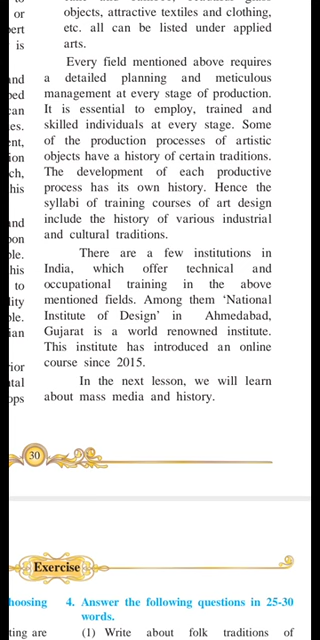 objects, attractive textiles and clothing,
etc. all can be listed under applied
arts.
Every field mentioned above requires
a detailed planning and meticulous
management at every stage of production.
It is essential to employ, trained and
skilled individuals at every stage. Some
of the production processes of artistic
objects have a history of certain traditions.
The development of each productive
process has its own history. Hence the
syllabi of training courses of art design
include the history of various industrial
and cultural traditions.
There are a few institutions in
India, which offer technical and
occupational training in the above
mentioned fields. Among them ‘National
Institute of Design’ in Ahmedabad,
Gujarat is a world renowned institute.
This institute has introduced an online
course since 2015.
In the next lesson, we will learn
about mass media and history.
30
Exercise
4. Answer the following questions in 25-30
words.
(1) Write about folk traditions of